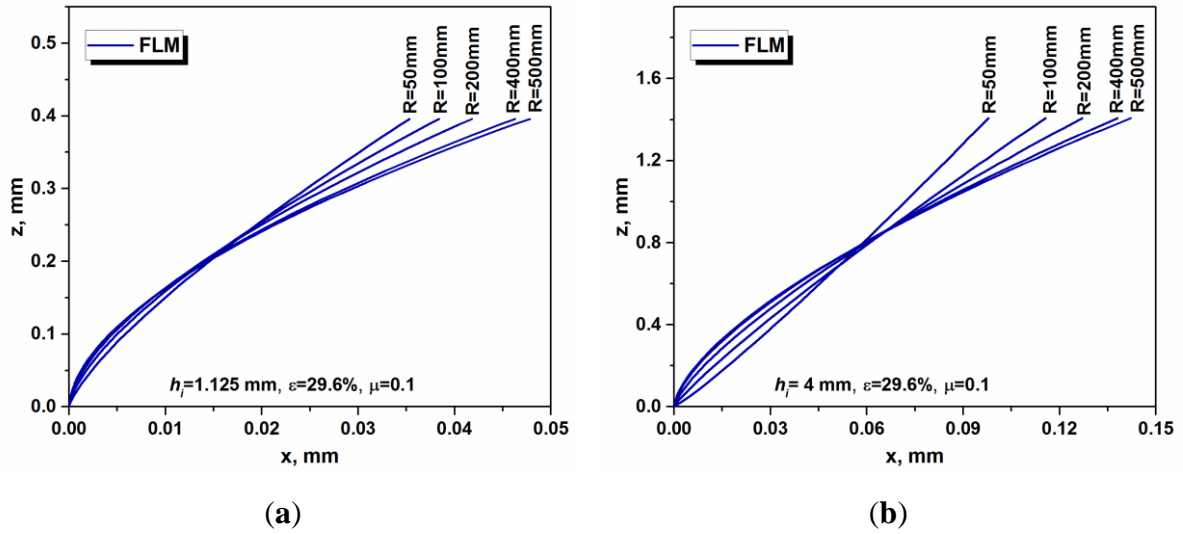 FLM
R=50mm
R=100mm
R=200mm
R=400mm
R=500mm
0.5
0.4
0.3
0.2
0.1
0.0
z, mm
h_i=1.125 mm, ε=29.6%, μ=0.1
0.00 0.01 0.02 0.03 0.04 0.05
x, mm
(a)
FLM
R=50mm
R=100mm
R=200mm
R=400mm
R=500mm
1.6
1.2
0.8
0.4
0.0
z, mm
h_i= 4 mm, ε=29.6%, μ=0.1
0.00 0.03 0.06 0.09 0.12 0.15
x, mm
(b)